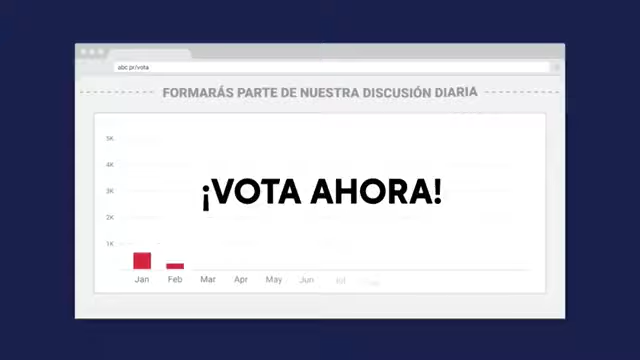 abc.pr/vota
FORMARÁS PARTE DE NUESTRA DISCUSIÓN DIARIA
5K
4K
¡VOTA AHORA!
3K
2K
1K
Jan Feb Mar Apr May Jun